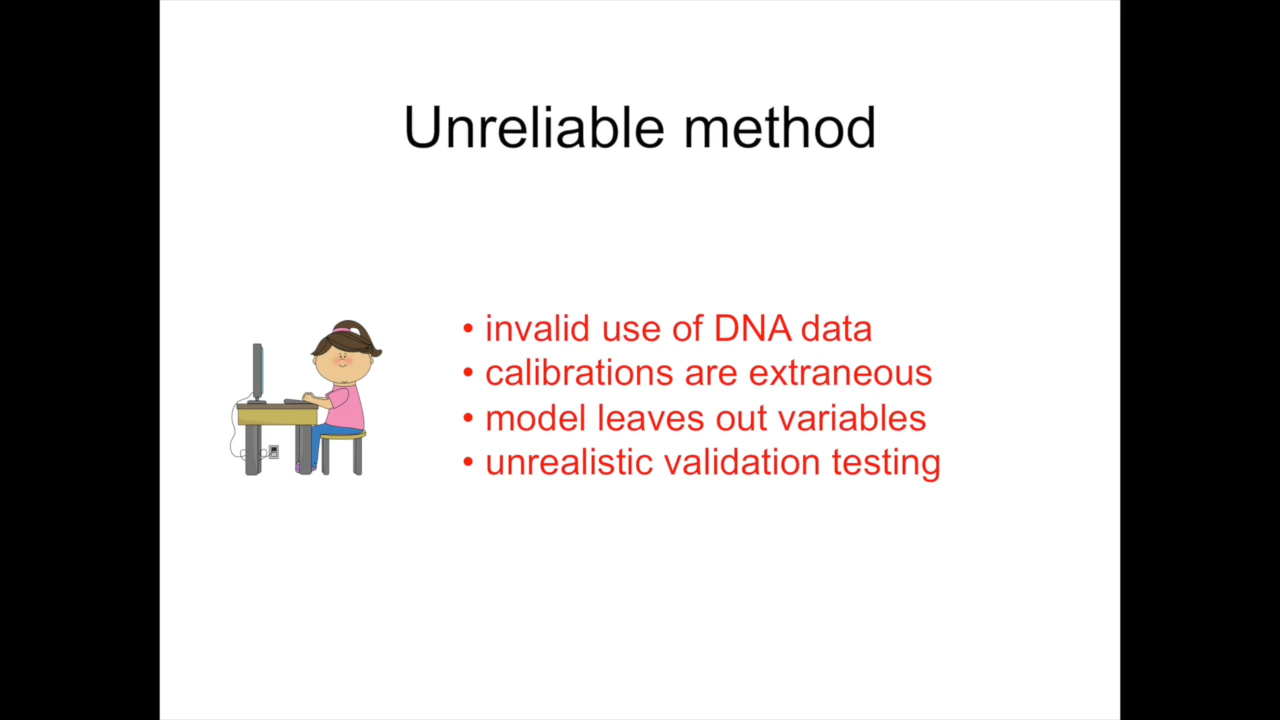 Unreliable method
• invalid use of DNA data
• calibrations are extraneous
• model leaves out variables
• unrealistic validation testing